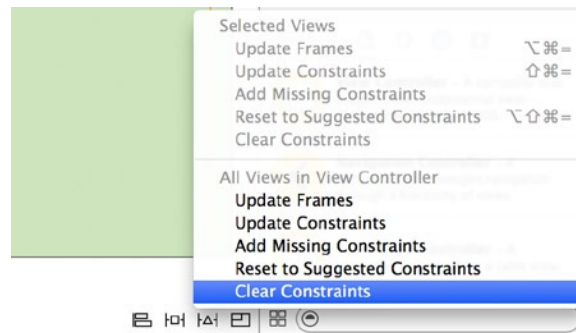 Selected Views
Update Frames ⌥⌘=
Update Constraints ⇧⌘=
Add Missing Constraints
Reset to Suggested Constraints ⌥⇧⌘=
Clear Constraints
All Views in View Controller
Update Frames
Update Constraints
Add Missing Constraints
Reset to Suggested Constraints
Clear Constraints